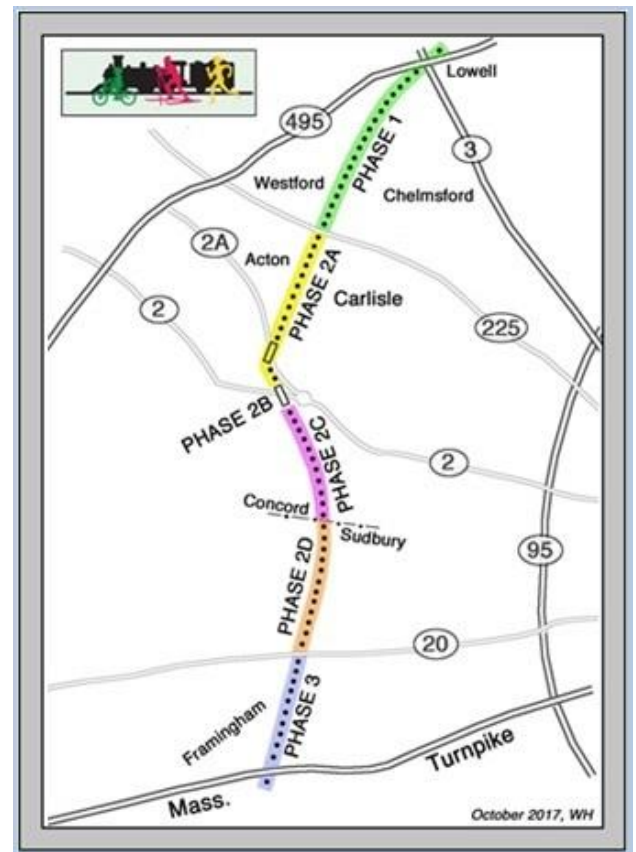 Lowell
495
PHASE 1
3
Westford
Chelmsford
2A
Acton
PHASE 2A
Carlisle
2
225
PHASE 2B
PHASE 2C
2
Concord
Sudbury
95
PHASE 2D
20
Framingham
PHASE 3
Turnpike
Mass.
October 2017, WH